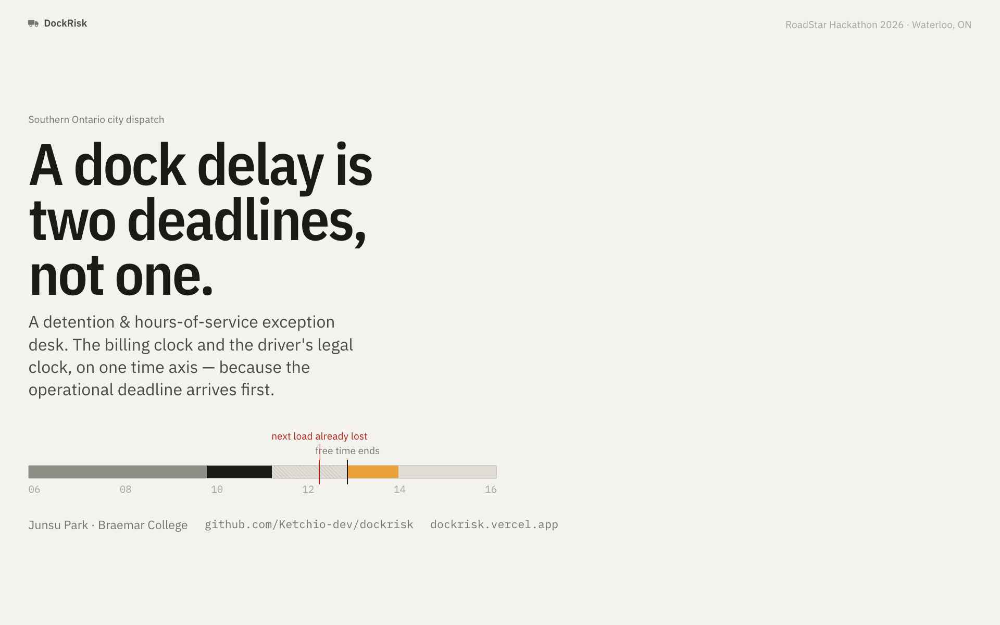 DockRisk
RoadStar Hackathon 2026 · Waterloo, ON
Southern Ontario city dispatch
A dock delay is
two deadlines,
not one.
A detention & hours-of-service exception
desk. The billing clock and the driver's legal
clock, on one time axis — because the
operational deadline arrives first.
next load already lost
free time ends
06 08 10 12 14 16
Junsu Park · Braemar College github.com/Ketchio-dev/dockrisk dockrisk.vercel.app